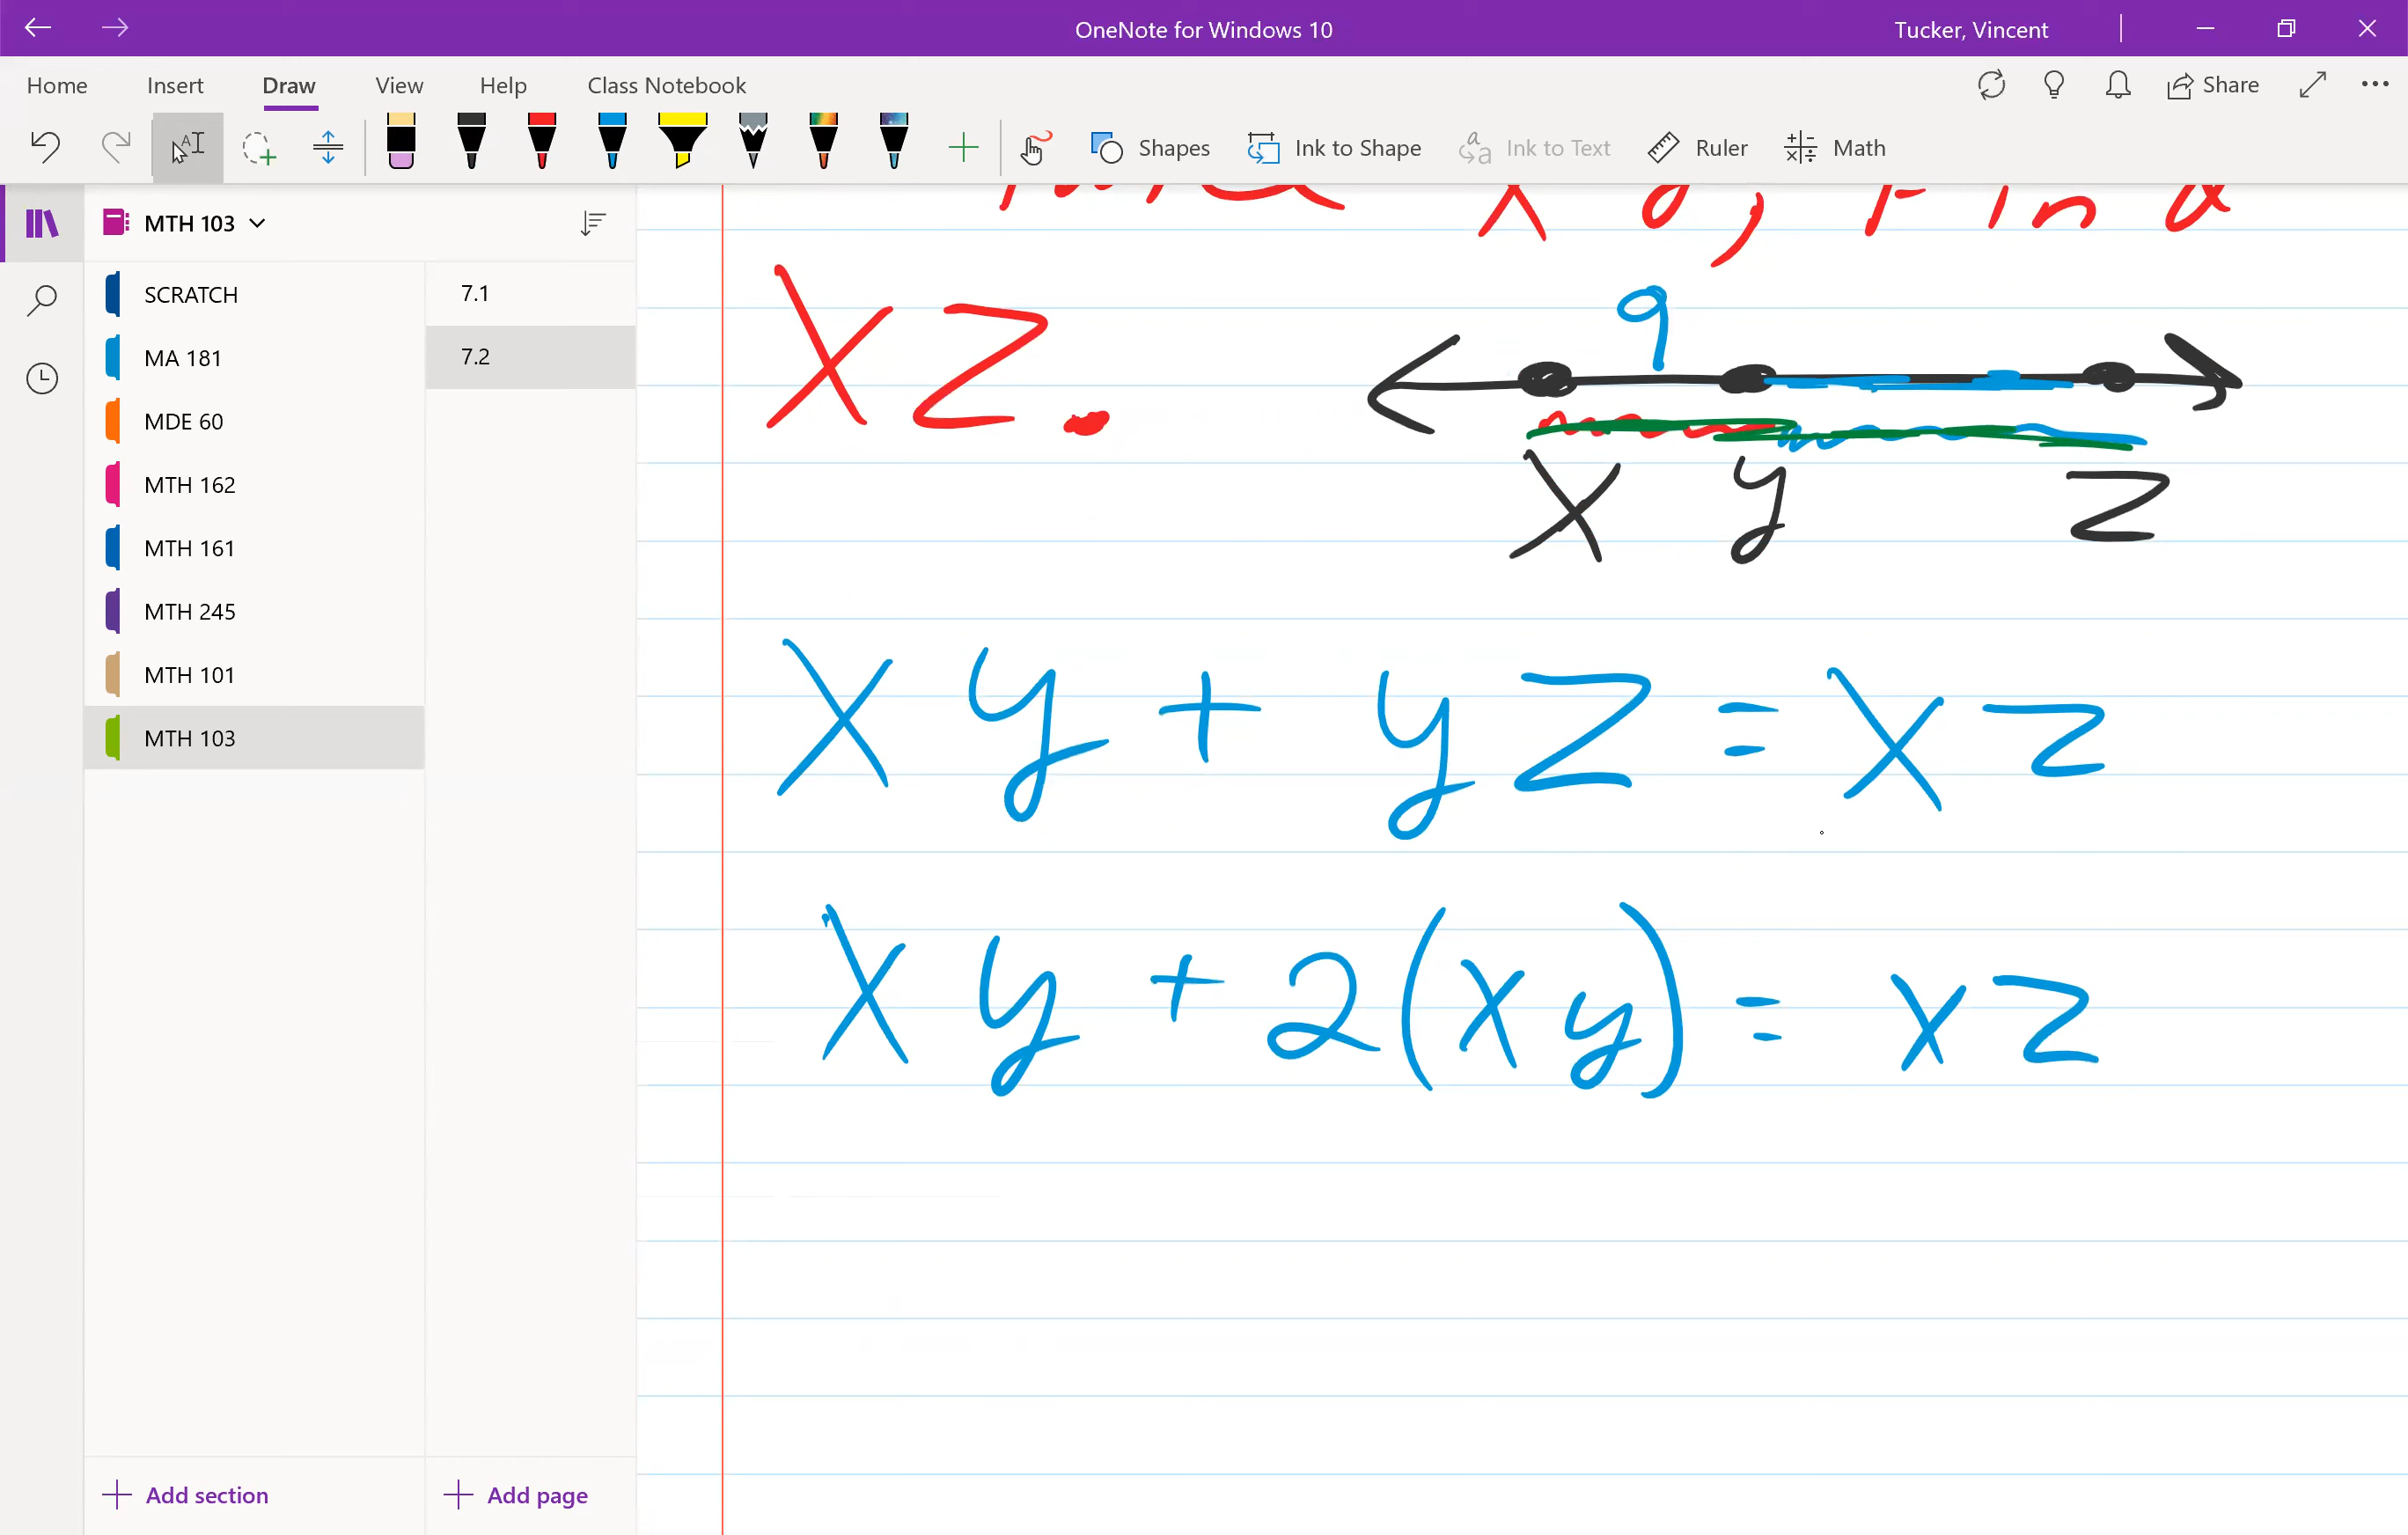 OneNote for Windows 10 Tucker, Vincent
Home Insert Draw View Help Class Notebook Share
Shapes Ink to Shape Ink to Text Ruler Math
MTH 103
SCRATCH
MA 181
MDE 60
MTH 162
MTH 161
MTH 245
MTH 101
MTH 103
Add section
7.1
7.2
Add page
xy, Find
XZ.
9
X y Z
Xy + yZ = XZ
Xy + 2(xy) = XZ